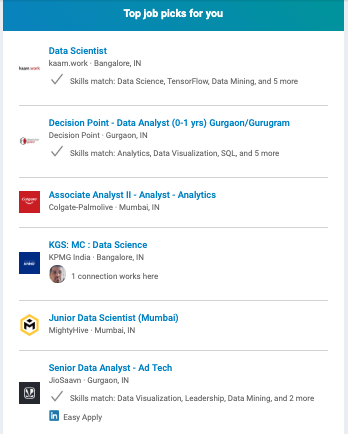 Top job picks for you
Data Scientist
kaam.work · Bangalore, IN
Skills match: Data Science, TensorFlow, Data Mining, and 5 more
Decision Point - Data Analyst (0-1 yrs) Gurgaon/Gurugram
Decision Point · Gurgaon, IN
Skills match: Analytics, Data Visualization, SQL, and 5 more
Associate Analyst II - Analyst - Analytics
Colgate-Palmolive · Mumbai, IN
KGS: MC : Data Science
KPMG India · Bangalore, IN
1 connection works here
Junior Data Scientist (Mumbai)
MightyHive · Mumbai, IN
Senior Data Analyst - Ad Tech
JioSaavn · Gurgaon, IN
Skills match: Data Visualization, Leadership, Data Mining, and 2 more
in Easy Apply